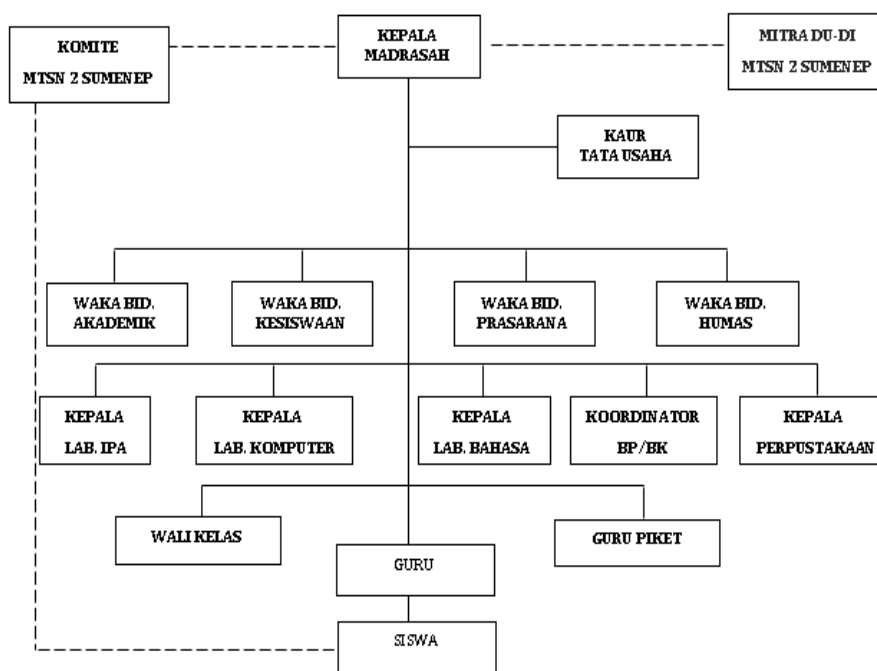 KOMITE
MTSN 2 SUMENEP
KEPALA
MADRASAH
MITRA DU-DI
MTSN 2 SUMENEP
KAUR
TATA USAHA
WAKA BID.
AKADEMIK
WAKA BID.
KESISWAAN
WAKA BID.
PRASARANA
WAKA BID.
HUMAS
KEPALA
LAB. IPA
KEPALA
LAB. KOMPUTER
KEPALA
LAB. BAHASA
KOORDINATOR
BP/BK
KEPALA
PERPUSTAKAAN
WALI KELAS
GURU PIKET
GURU
SISWA